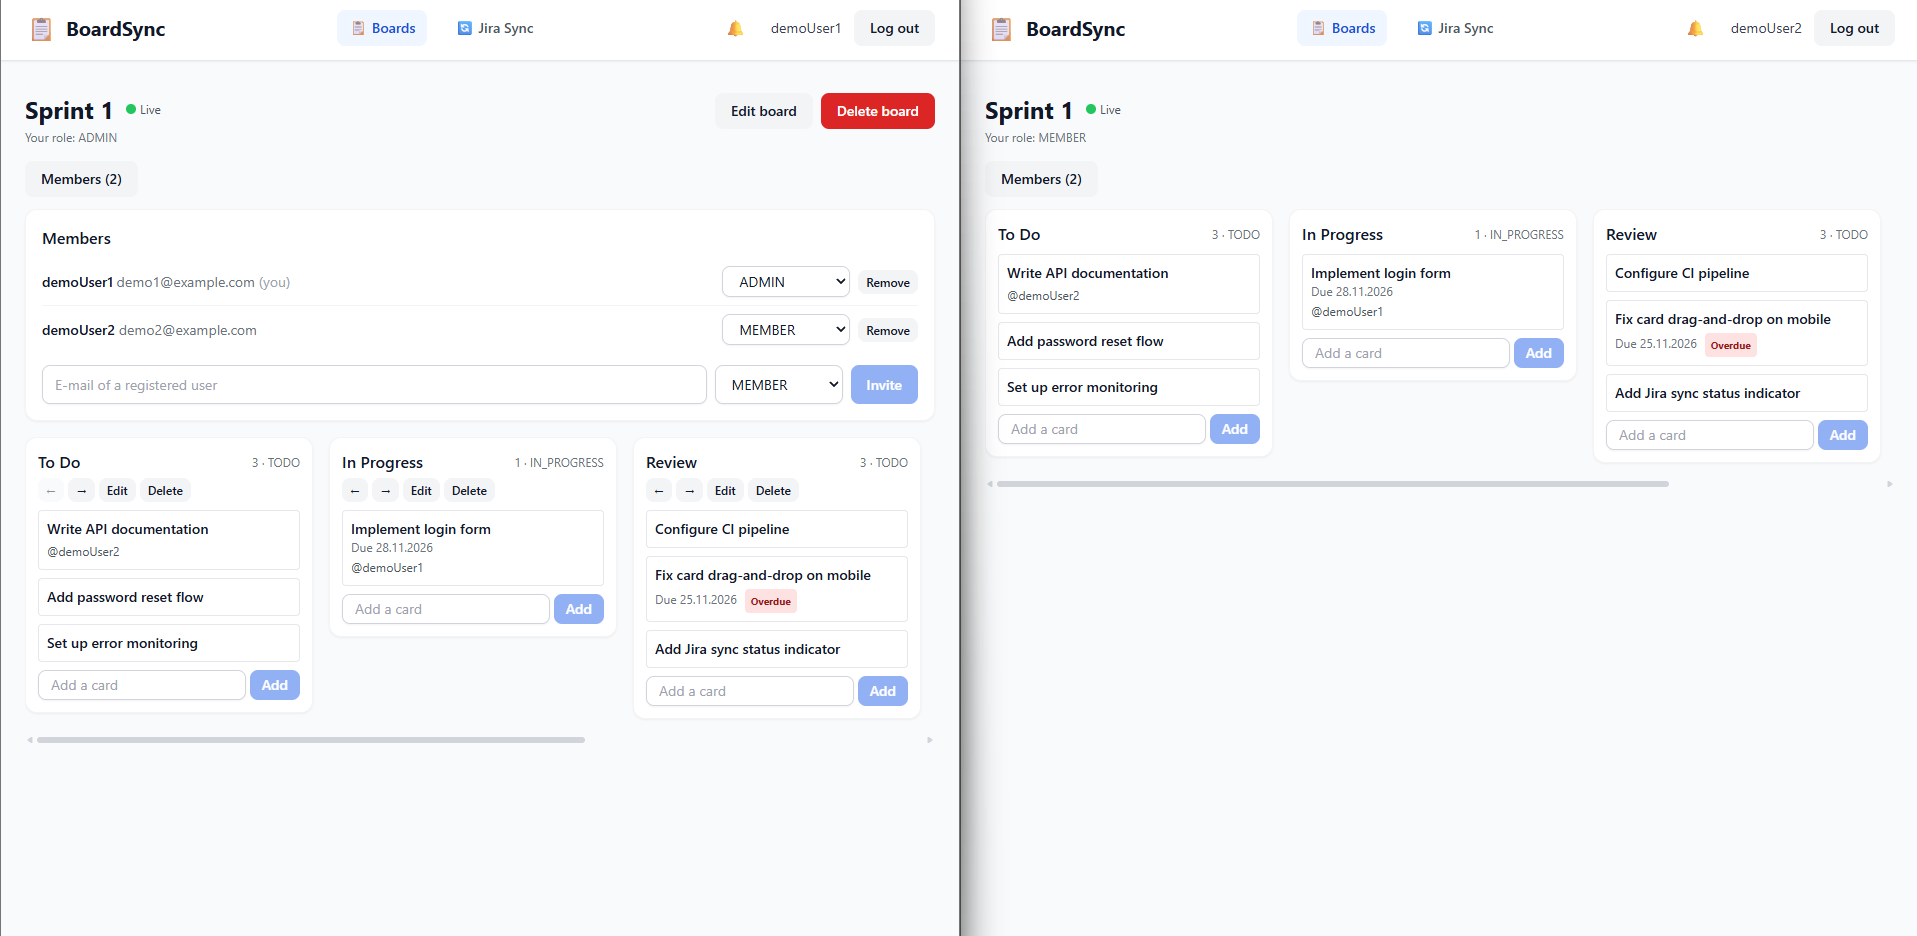 BoardSync
Boards
Jira Sync
demoUser1
Log out
Sprint 1
Live
Edit board
Delete board
Your role: ADMIN
Members (2)
Members
demoUser1 demo1@example.com (you)
ADMIN
Remove
demoUser2 demo2@example.com
MEMBER
Remove
E-mail of a registered user
MEMBER
Invite
To Do
3 · TODO
← → Edit Delete
Write API documentation
@demoUser2
Add password reset flow
Set up error monitoring
Add a card
Add
In Progress
1 · IN_PROGRESS
← → Edit Delete
Implement login form
Due 28.11.2026
@demoUser1
Add a card
Add
Review
3 · TODO
← → Edit Delete
Configure CI pipeline
Fix card drag-and-drop on mobile
Due 25.11.2026 Overdue
Add Jira sync status indicator
Add a card
Add
BoardSync
Boards
Jira Sync
demoUser2
Log out
Sprint 1
Live
Your role: MEMBER
Members (2)
To Do
3 · TODO
Write API documentation
@demoUser2
Add password reset flow
Set up error monitoring
Add a card
Add
In Progress
1 · IN_PROGRESS
Implement login form
Due 28.11.2026
@demoUser1
Add a card
Add
Review
3 · TODO
Configure CI pipeline
Fix card drag-and-drop on mobile
Due 25.11.2026 Overdue
Add Jira sync status indicator
Add a card
Add